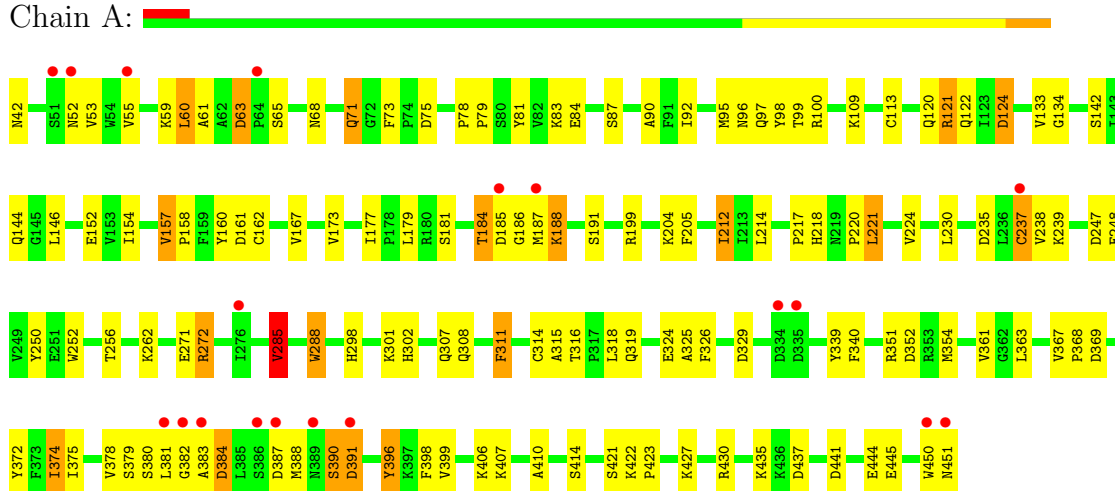 Chain A:
N42 S51 N52 V53 W54 V55 K59 L60 A61 A62 D63 P64 S65 N68 Q71 G72 F73 P74 D75 P78 P79 S80 Y81 V82 K83 E84 S87 A90 F91 I92 M95 N96 Q97 Y98 T99 R100 K109 C113 Q120 R121 Q122 I123 D124 V133 G134 S142 I143
Q144 G145 L146 E152 V153 I154 V157 P158 F159 Y160 D161 C162 V167 V173 I177 P178 L179 R180 S181 T184 D185 G186 M187 K188 S191 R199 K204 F205 I212 I213 L214 P217 H218 N219 P220 L221 V224 L230 D235 L236 C237 V238 K239 D247
V249 Y250 E251 W252 T256 K262 E271 R272 I276 V285 W288 H298 K301 H302 Q307 Q308 F311 C314 A315 T316 P317 L318 Q319 E324 A325 F326 D329 D334 D335 Y339 F340 R351 D352 R353 M354 V361 G362 L363 V367 P368 D369
Y372 F373 I374 I375 V378 S379 S380 L381 G382 A383 D384 L385 S386 D387 M388 N389 S390 D391 Y396 K397 F398 V399 K406 K407 A410 S414 S421 K422 P423 K427 R430 K435 K436 D437 D441 E444 E445 W450 N451